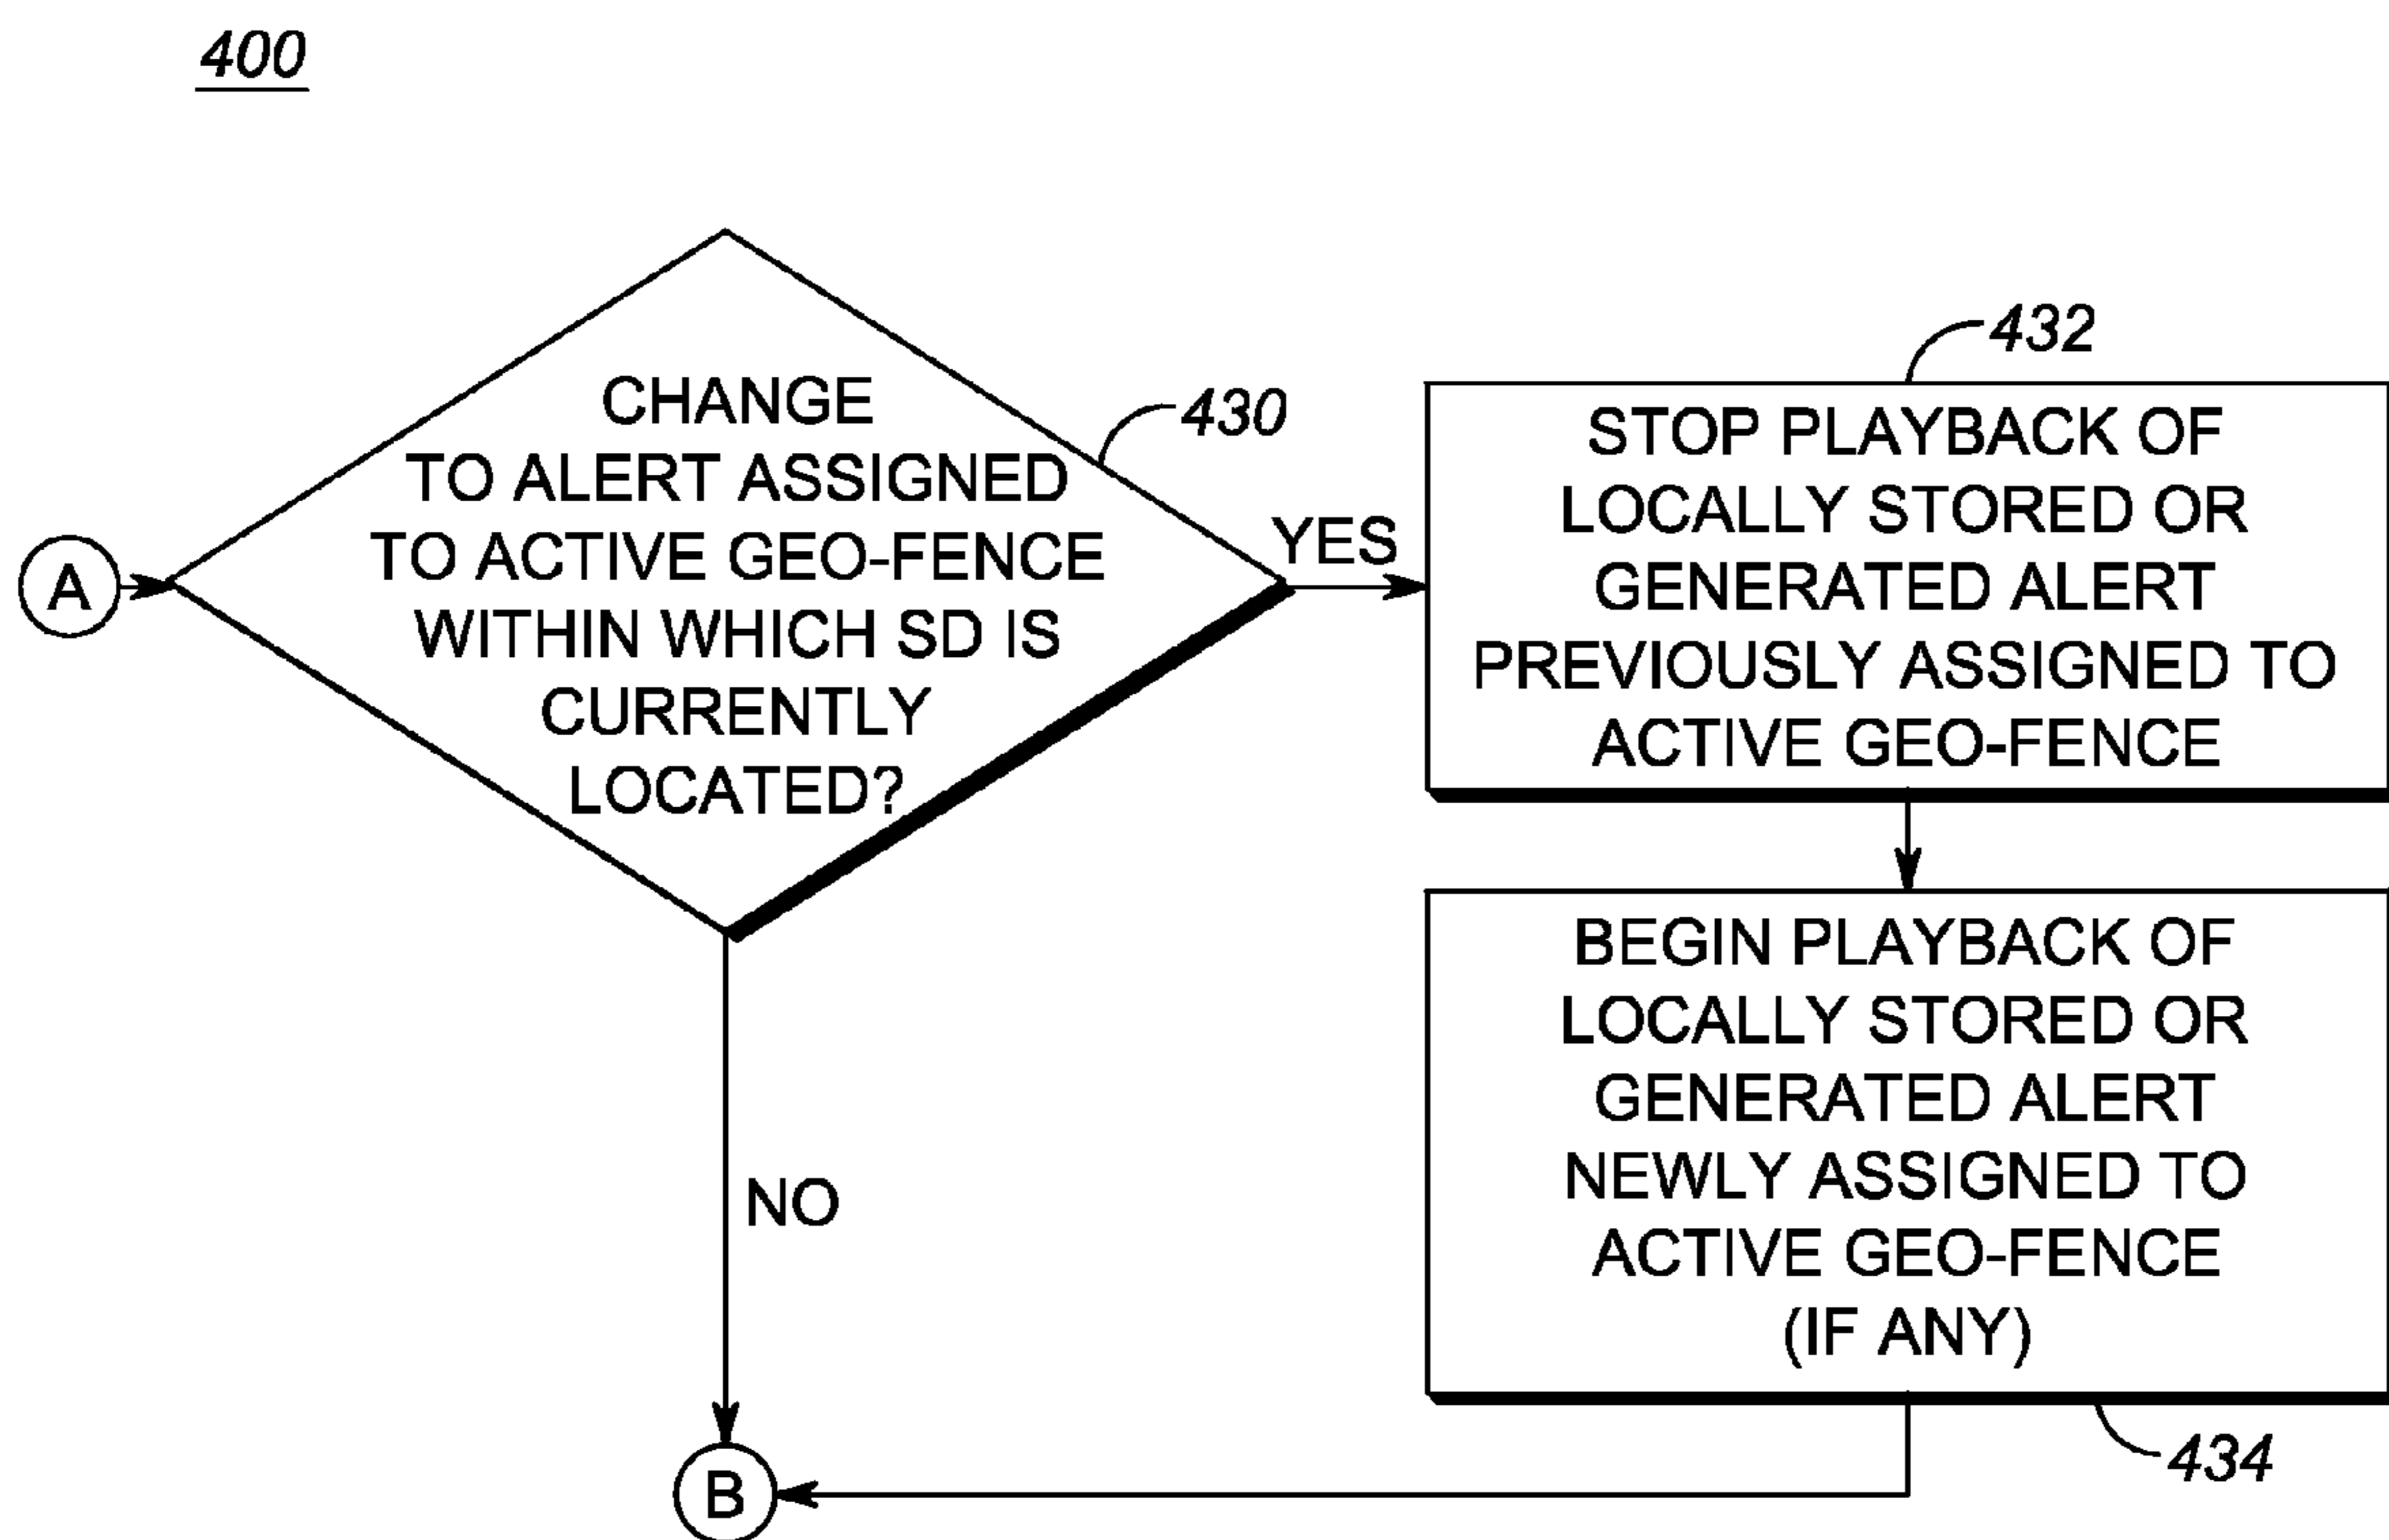 400
A
CHANGE
TO ALERT ASSIGNED
TO ACTIVE GEO-FENCE
WITHIN WHICH SD IS
CURRENTLY
LOCATED?
430
YES
432
STOP PLAYBACK OF
LOCALLY STORED OR
GENERATED ALERT
PREVIOUSLY ASSIGNED TO
ACTIVE GEO-FENCE
BEGIN PLAYBACK OF
LOCALLY STORED OR
GENERATED ALERT
NEWLY ASSIGNED TO
ACTIVE GEO-FENCE
(IF ANY)
434
NO
B